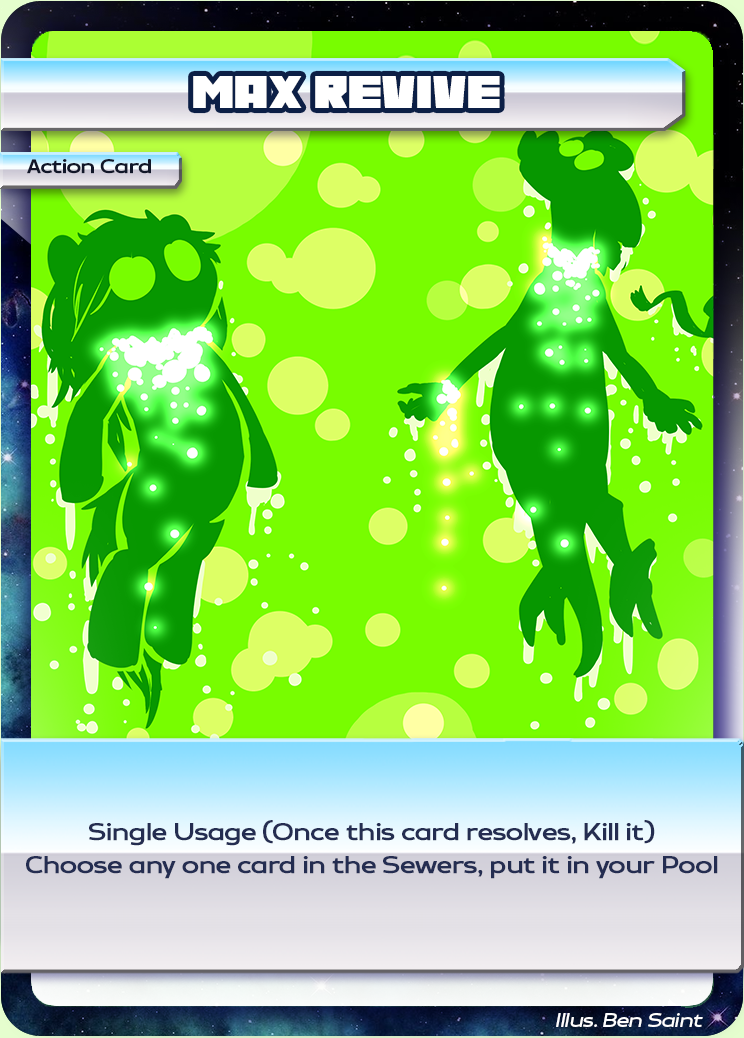 MAX REVIVE
Action Card
Single Usage (Once this card resolves, Kill it)
Choose any one card in the Sewers, put it in your Pool
Illus. Ben Saint